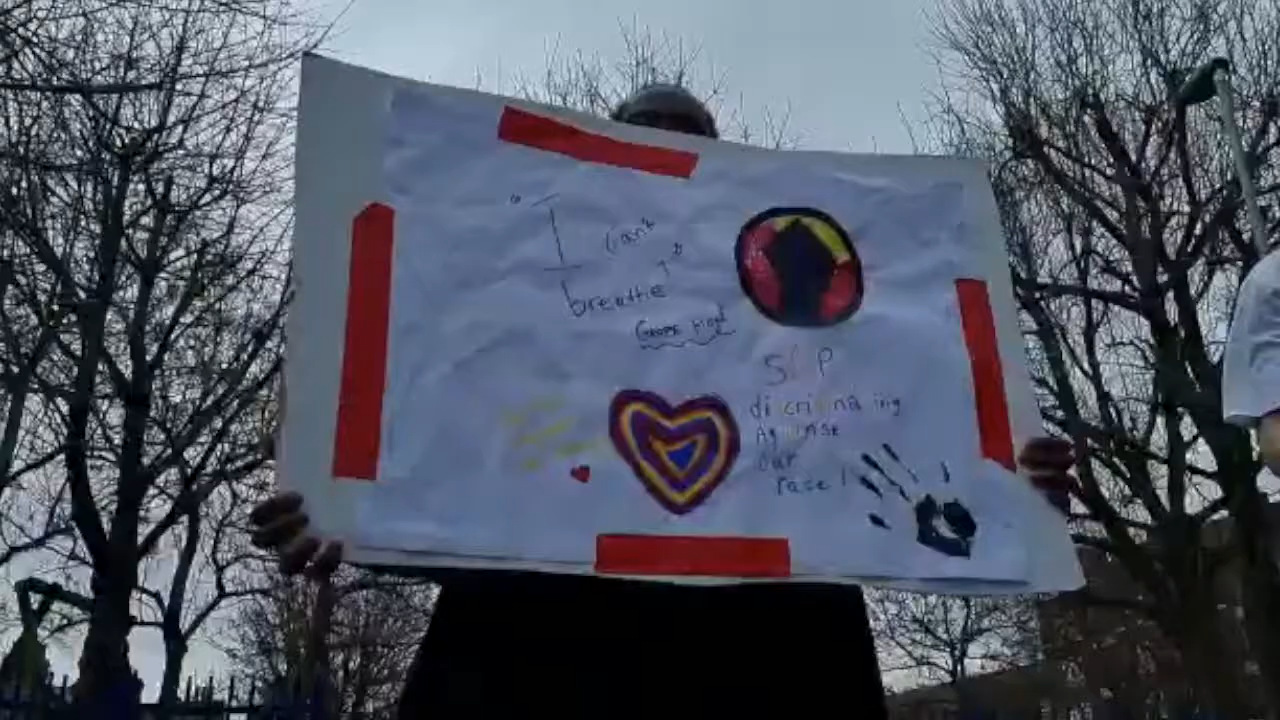 "I can't
breathe"
George Floyd
STOP
discriminating
Against
our
race!